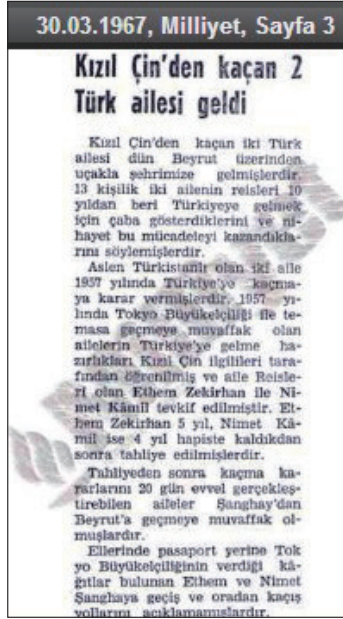 30.03.1967, Milliyet, Sayfa 3
Kızıl Çin'den kaçan 2
Türk ailesi geldi
Kızıl Çin'den kaçan iki Türk
ailesi dün Beyrut üzerinden
uçakla şehrimize gelmişlerdir.
13 kişilik iki ailenin reisleri 10
yıldan beri Türkiyeye gelmek
için çaba gösterdiklerini ve ni-
hayet bu mücadeleyi kazandıkla-
rını söylemişlerdir.
Aslen Türkistanlı olan iki aile
1957 yılında Türkiye'ye kaçma-
ya karar vermişlerdir. 1957 yı-
lında Tokyo Büyükelçiliği ile te-
masa geçmeye muvaffak olan
ailelerin Türkiye'ye gelme ha-
zırlıkları Kızıl Çin ilgilileri tara-
fından öğrenilmiş ve aile Reisle-
ri olan Ethem Zekirhan ile Ni-
met Kâmil tevkif edilmiştir. Et-
hem Zekirhan 5 yıl, Nimet Kâ-
mil ise 4 yıl hapiste kaldıkdan
sonra tahliye edilmişlerdir.
Tahliyeden sonra kaçma ka-
rarlarını 20 gün evvel gerçekleş-
tirebilen aileler Şanghay'dan
Beyrut'a geçmeye muvaffak ol-
muşlardır.
Ellerinde pasaport yerine Tok
yo Büyükelçiliğinin verdiği kâ-
ğıtlar bulunan Ethem ve Nimet
Şanghaya geçiş ve oradan kaçış
yollarını açıklamamışlardır.